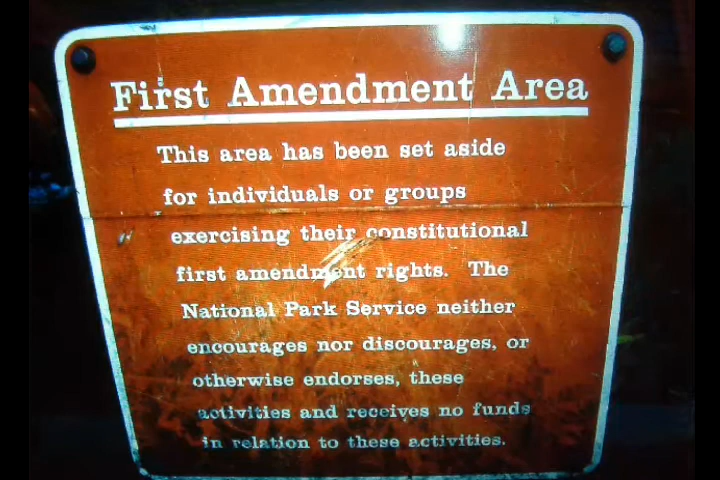 First Amendment Area
This area has been set aside
for individuals or groups
exercising their constitutional
first amendment rights. The
National Park Service neither
encourages nor discourages, or
otherwise endorses, these
activities and receives no funds
in relation to these activities.